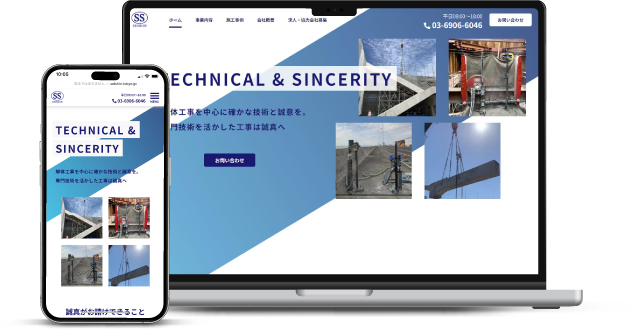 SS
ホーム
事業内容
施工事例
会社概要
求人・協力会社募集
平日8:00〜18:00
03-6906-6046
お問い合わせ
ECHNICAL & SINCERITY
体工事を中心に確かな技術と誠意を。
門技術を活かした工事は誠真へ
お問い合わせ
10:05
SS
03-6906-6046
MENU
TECHNICAL &
SINCERITY
解体工事を中心に確かな技術と誠意を。
専門技術を活かした工事は誠真へ
誠真がお請けできること